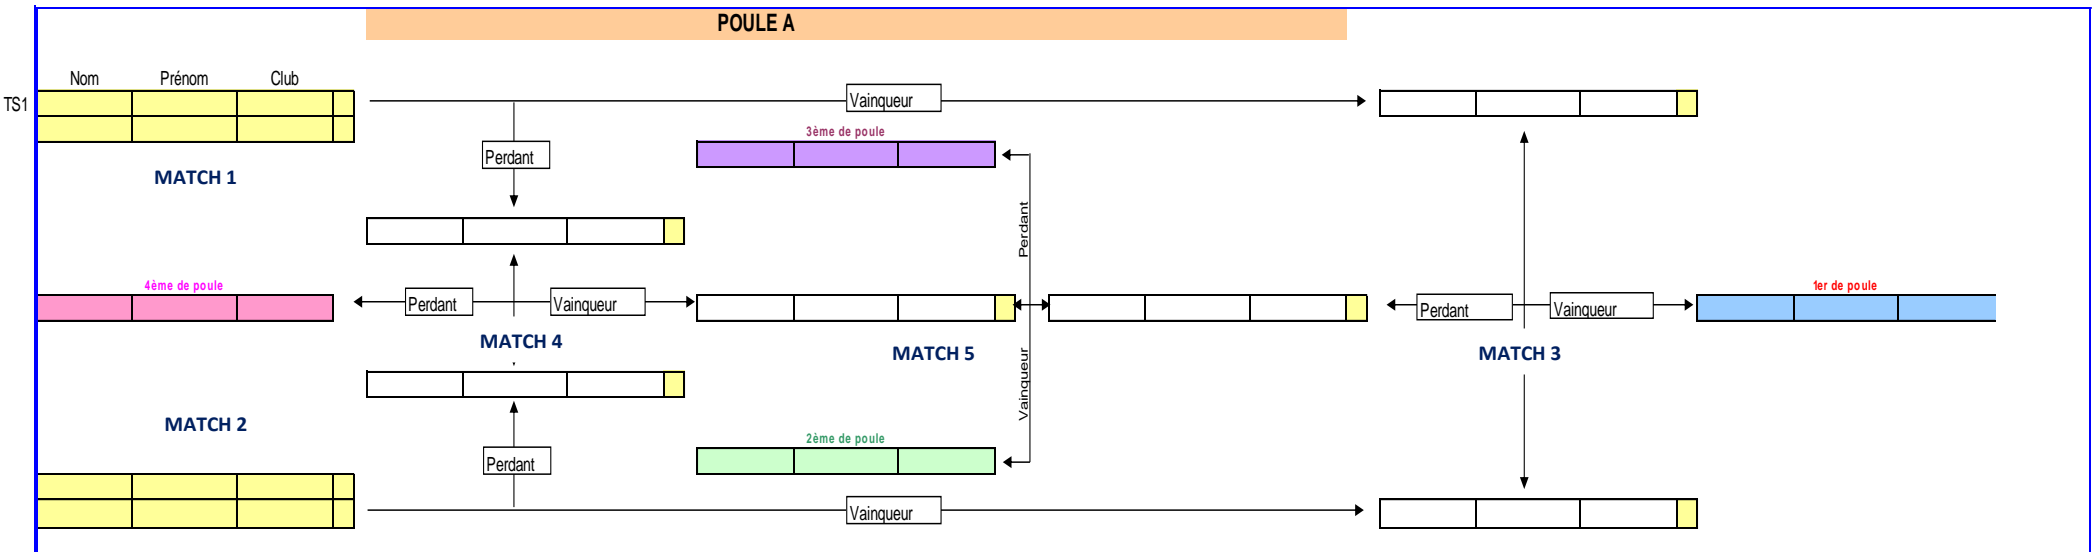 POULE A
Nom Prénom Club
TS1
Vainqueur
3ème de poule
Perdant
MATCH 1
Perdant
4ème de poule
1er de poule
Perdant
Vainqueur
Perdant
Vainqueur
MATCH 4
MATCH 5
MATCH 3
Vainqueur
MATCH 2
2ème de poule
Perdant
Vainqueur